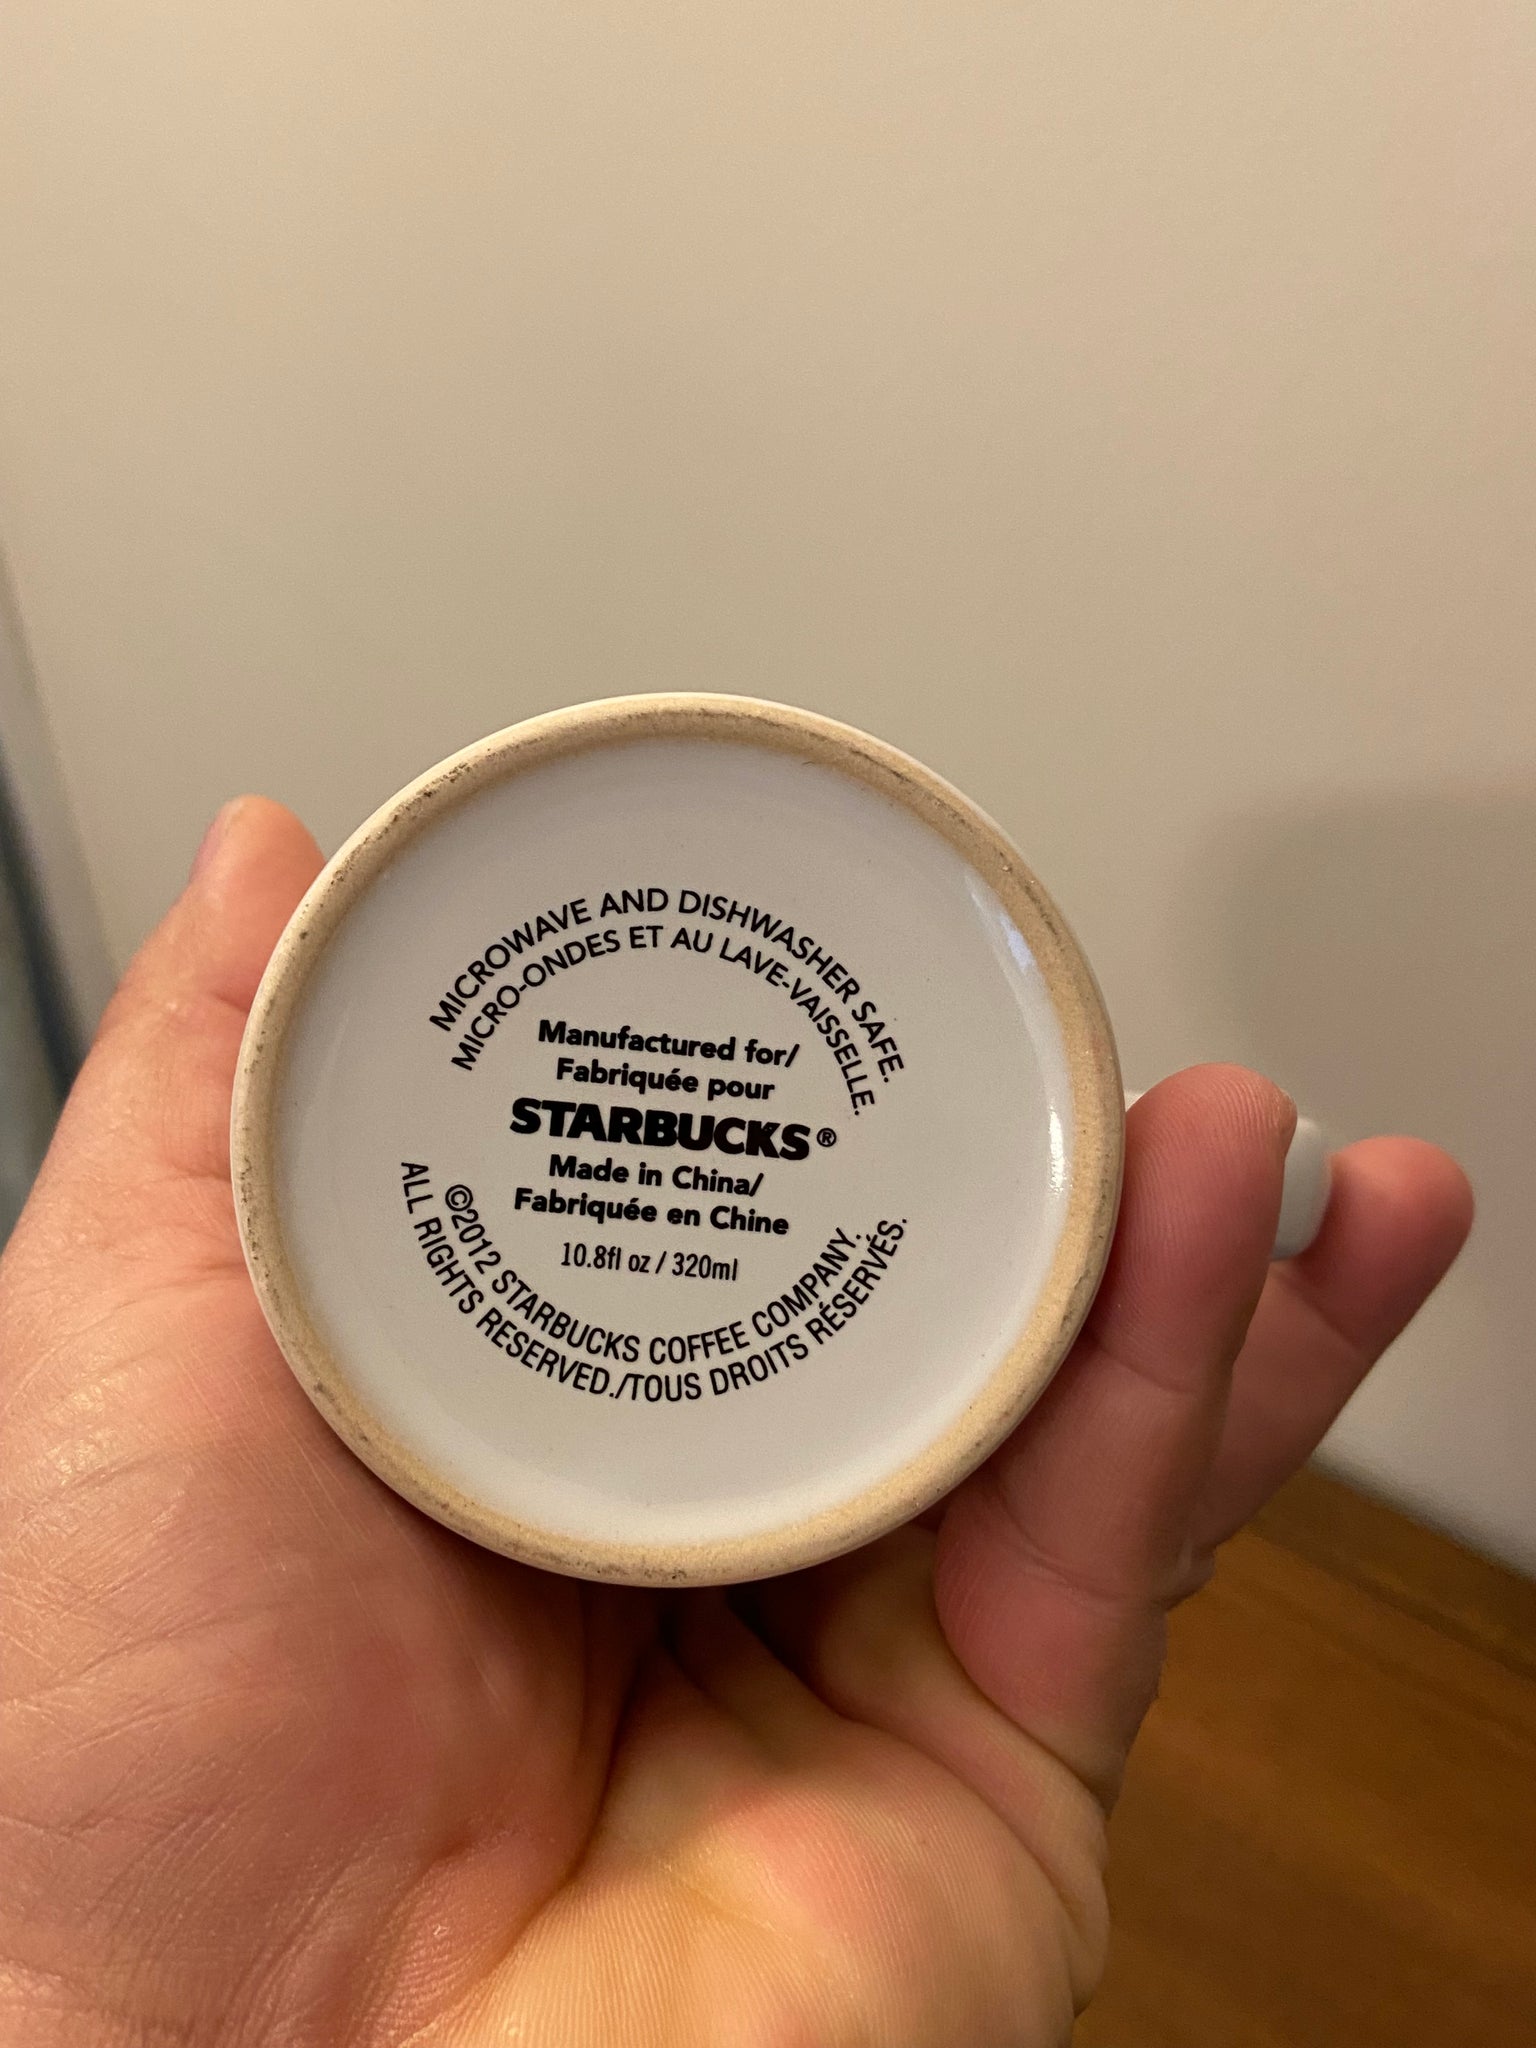 MICROWAVE AND DISHWASHER SAFE.
MICRO-ONDES ET AU LAVE-VAISSELLE.
Manufactured for/
Fabriquée pour
STARBUCKS®
Made in China/
Fabriquée en Chine
10.8fl oz / 320ml
©2012 STARBUCKS COFFEE COMPANY.
ALL RIGHTS RESERVED./TOUS DROITS RÉSERVÉS.